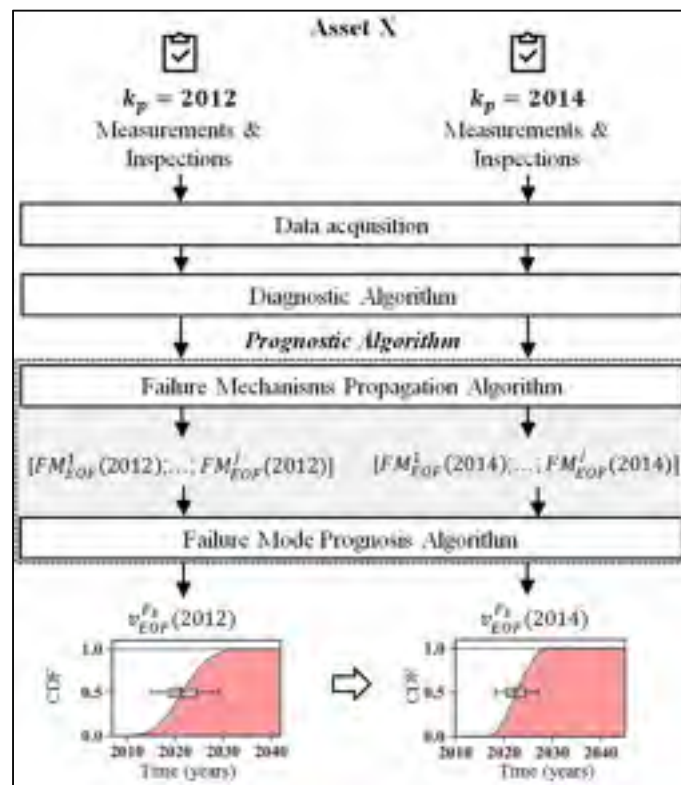 Asset X
k_p = 2012
Measurements &
Inspections
k_p = 2014
Measurements &
Inspections
Data acquisition
Diagnostic Algorithm
Prognostic Algorithm
Failure Mechanisms Propagation Algorithm
[FM^1_EOF(2012);…; FM^j_EOF(2012)]
[FM^1_EOF(2014);…; FM^j_EOF(2014)]
Failure Mode Prognosis Algorithm
(2012)
CDF
1.0
0.5
0.0
2010 2020 2030 2040
Time (years)
(2014)
CDF
1.0
0.5
0.0
2010 2020 2030 2040
Time (years)